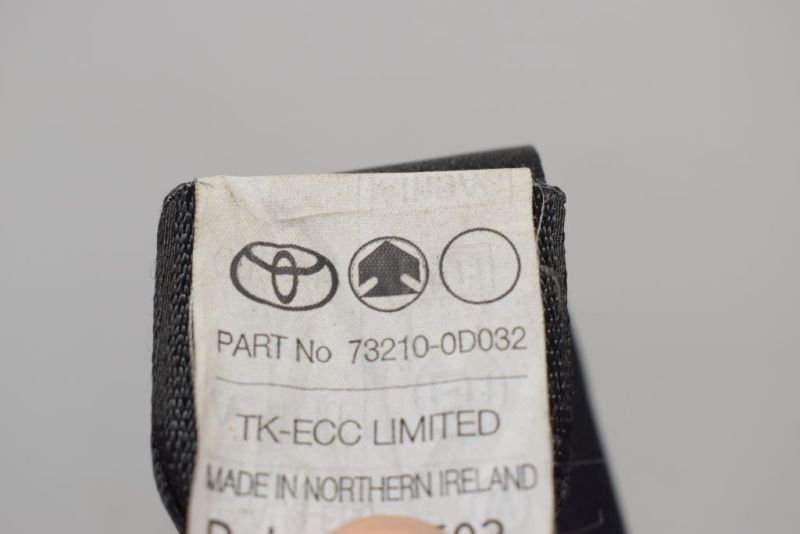 PART No 73210-0D032
TK-ECC LIMITED
MADE IN NORTHERN IRELAND